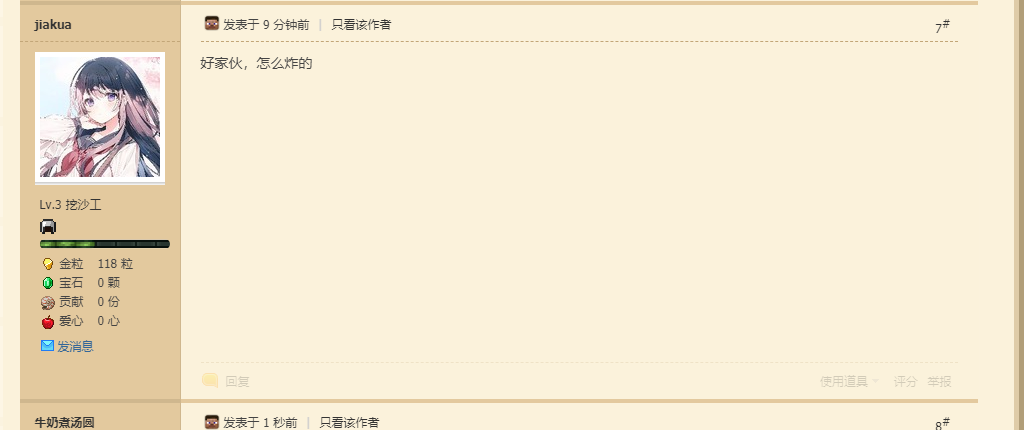 jiakua
发表于 9 分钟前 | 只看该作者
7#
好家伙，怎么炸的
Lv.3 挖沙工
金粒 118 粒
宝石 0 颗
贡献 0 份
爱心 0 心
发消息
回复
使用道具 评分 举报
牛奶煮汤圆
发表于 1 秒前 | 只看该作者
8#